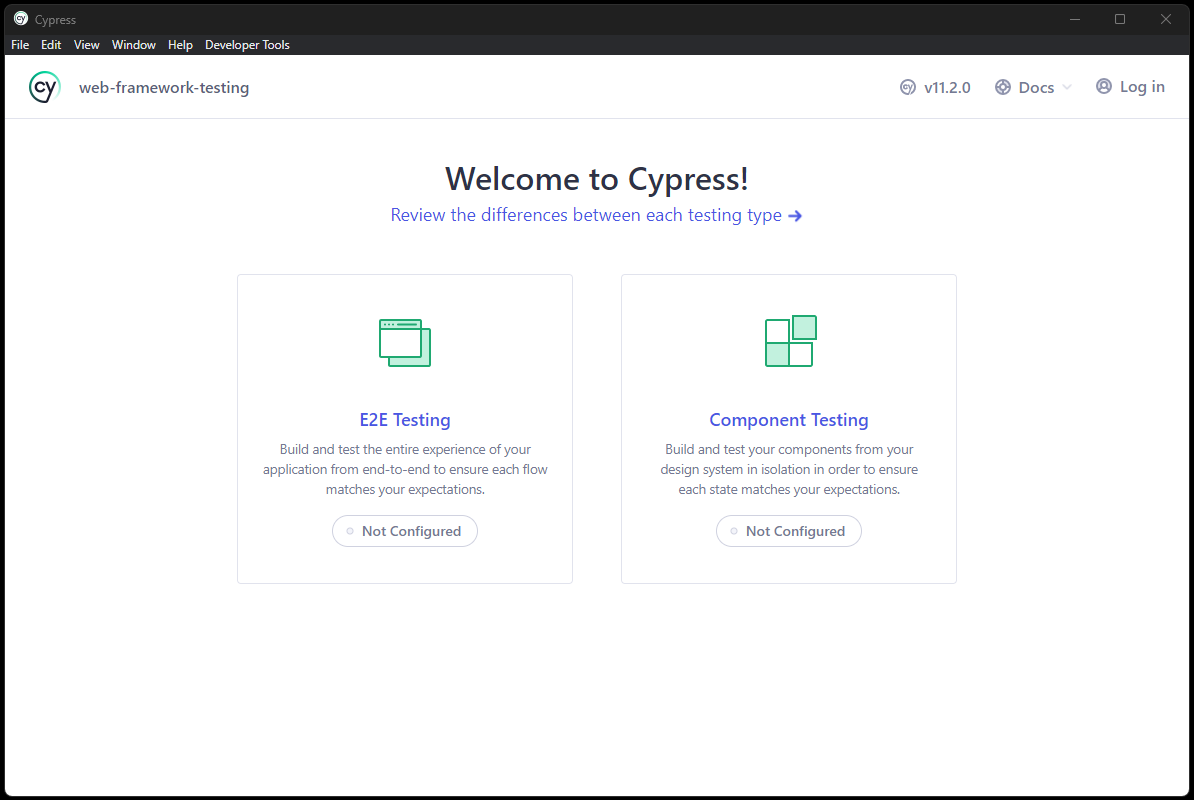 cy Cypress
File Edit View Window Help Developer Tools
cy web-framework-testing cy v11.2.0 Docs Log in
Welcome to Cypress!
Review the differences between each testing type →
E2E Testing
Build and test the entire experience of your
application from end-to-end to ensure each flow
matches your expectations.
Not Configured
Component Testing
Build and test your components from your
design system in isolation in order to ensure
each state matches your expectations.
Not Configured